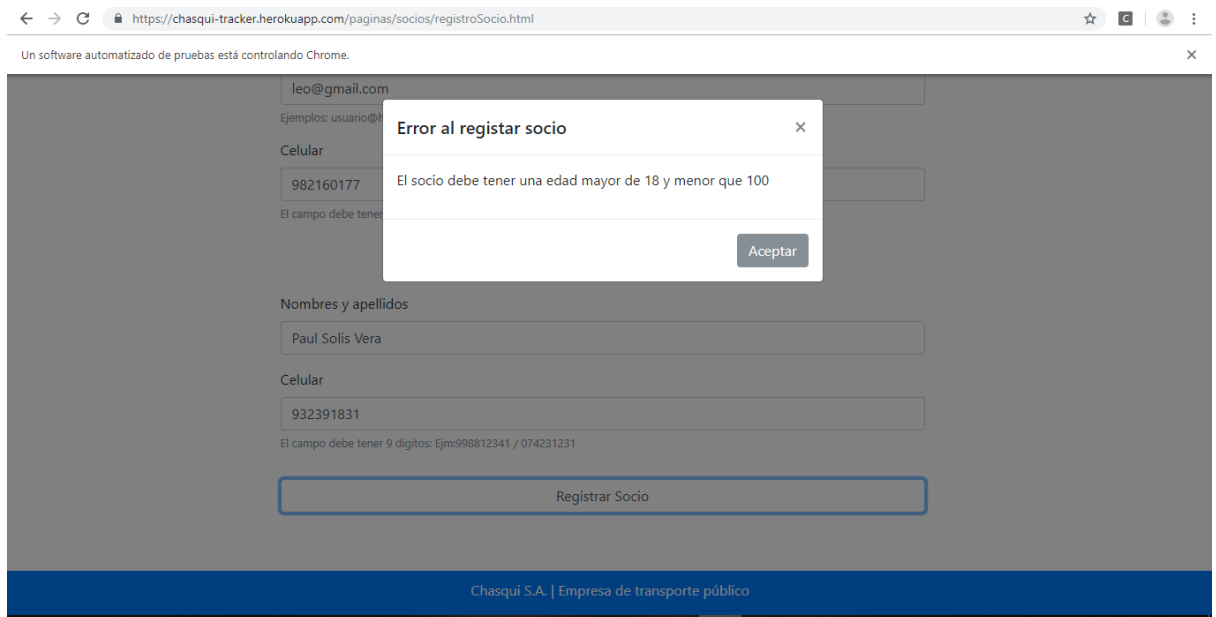 https://chasqui-tracker.herokuapp.com/paginas/socios/registroSocio.html
C
Un software automatizado de pruebas está controlando Chrome.
leo@gmail.com
Ejemplos: usuario@h
Error al registar socio
Celular
982160177
El socio debe tener una edad mayor de 18 y menor que 100
El campo debe tener
Aceptar
Nombres y apellidos
Paul Solis Vera
Celular
932391831
El campo debe tener 9 digítos: Ejm:998812341 / 074231231
Registrar Socio
Chasqui S.A. | Empresa de transporte público